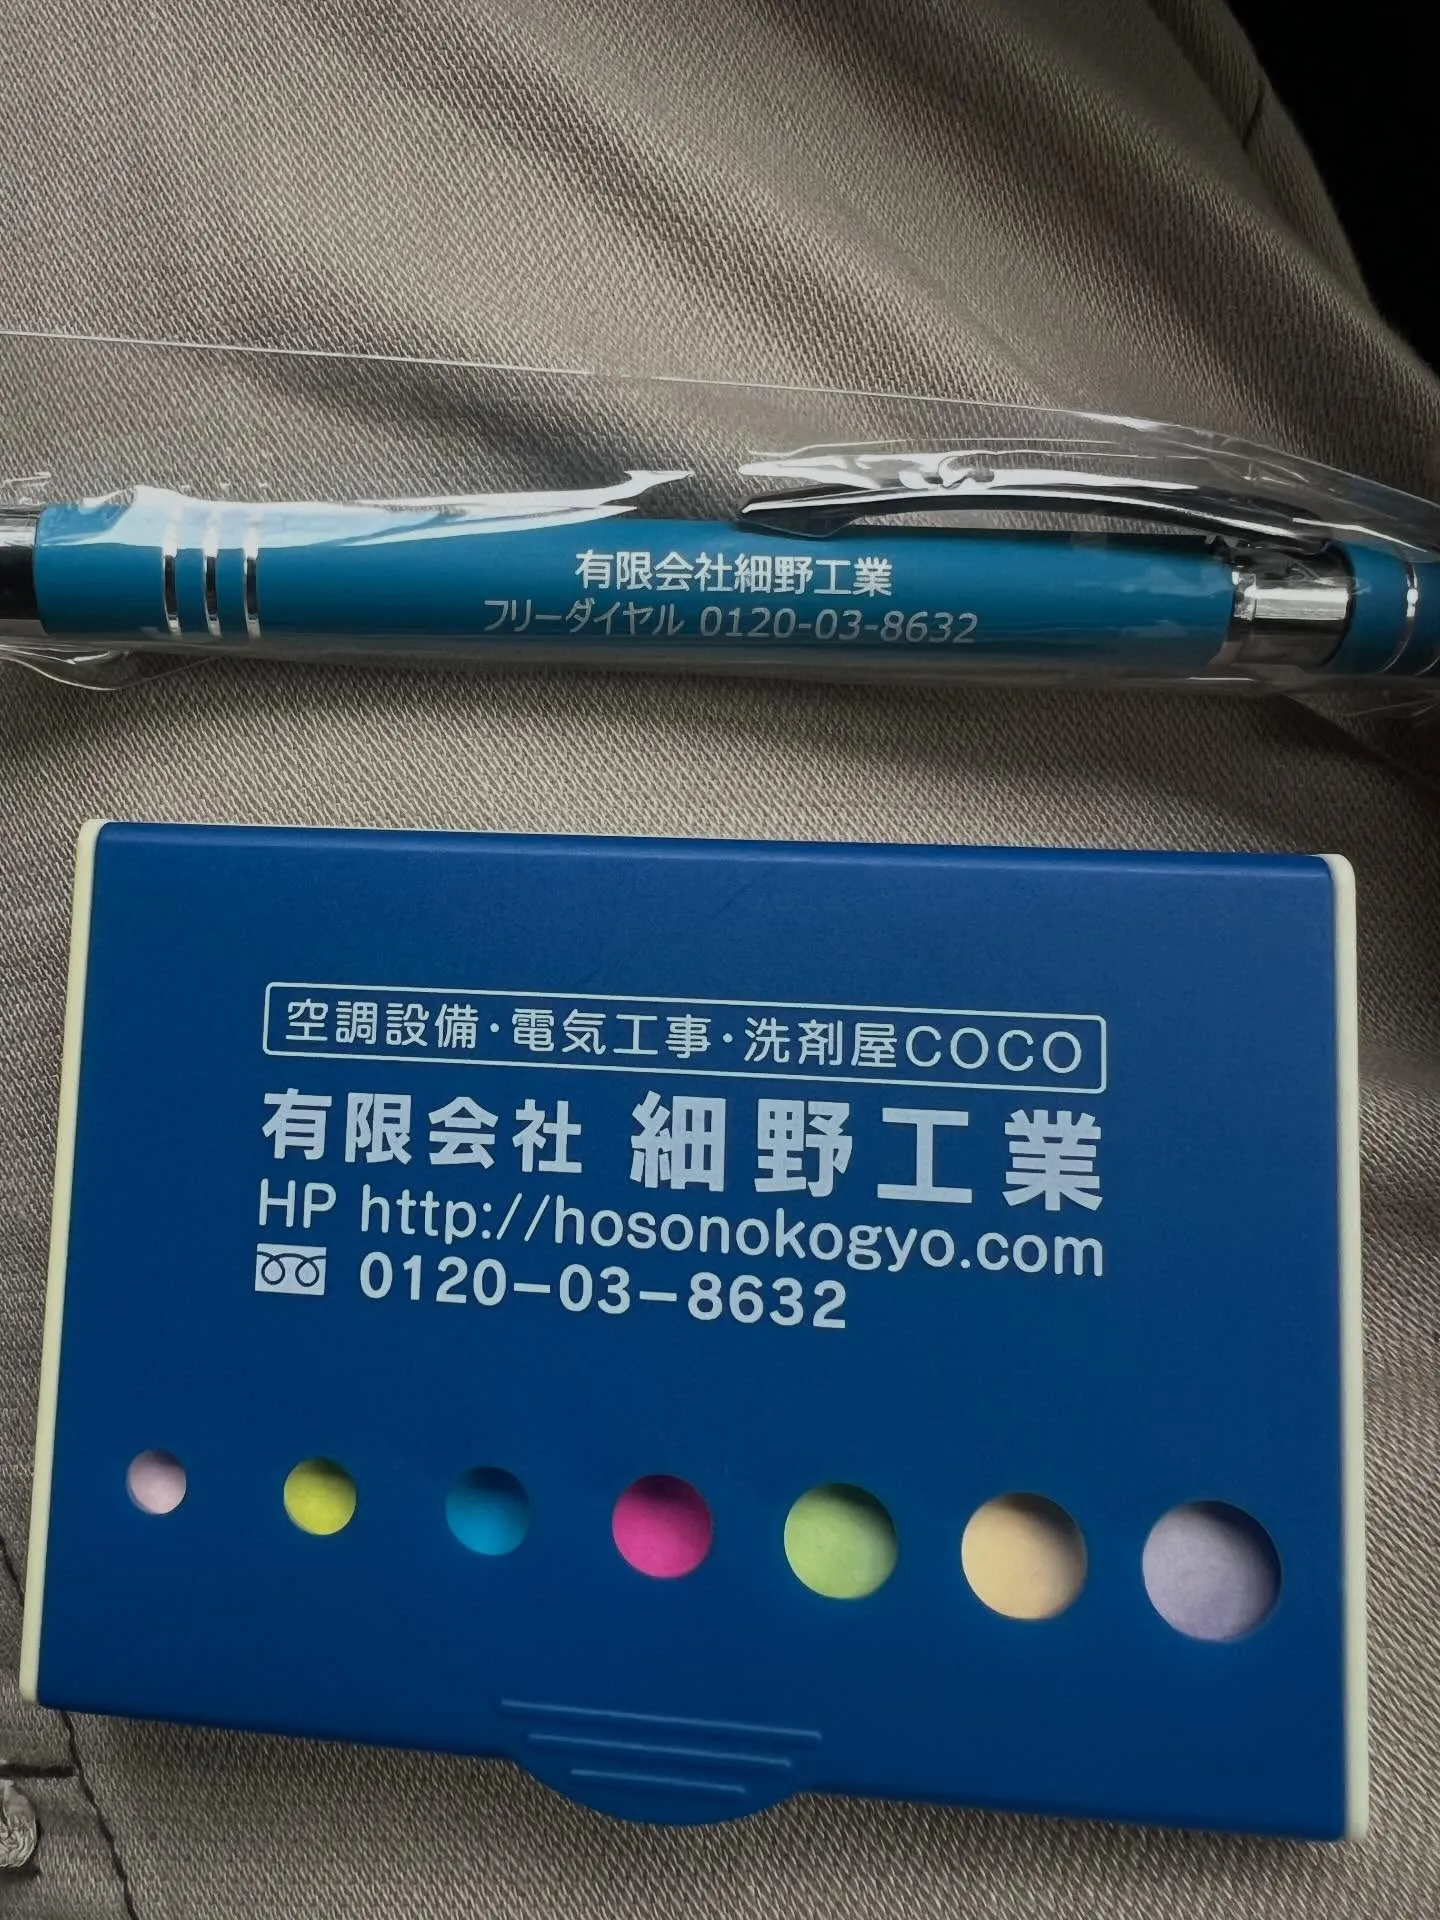 有限会社細野工業
フリーダイヤル 0120-03-8632
空調設備・電気工事・洗剤屋COCO
有限会社 細野工業
HP http://hosonokogyo.com
0120-03-8632